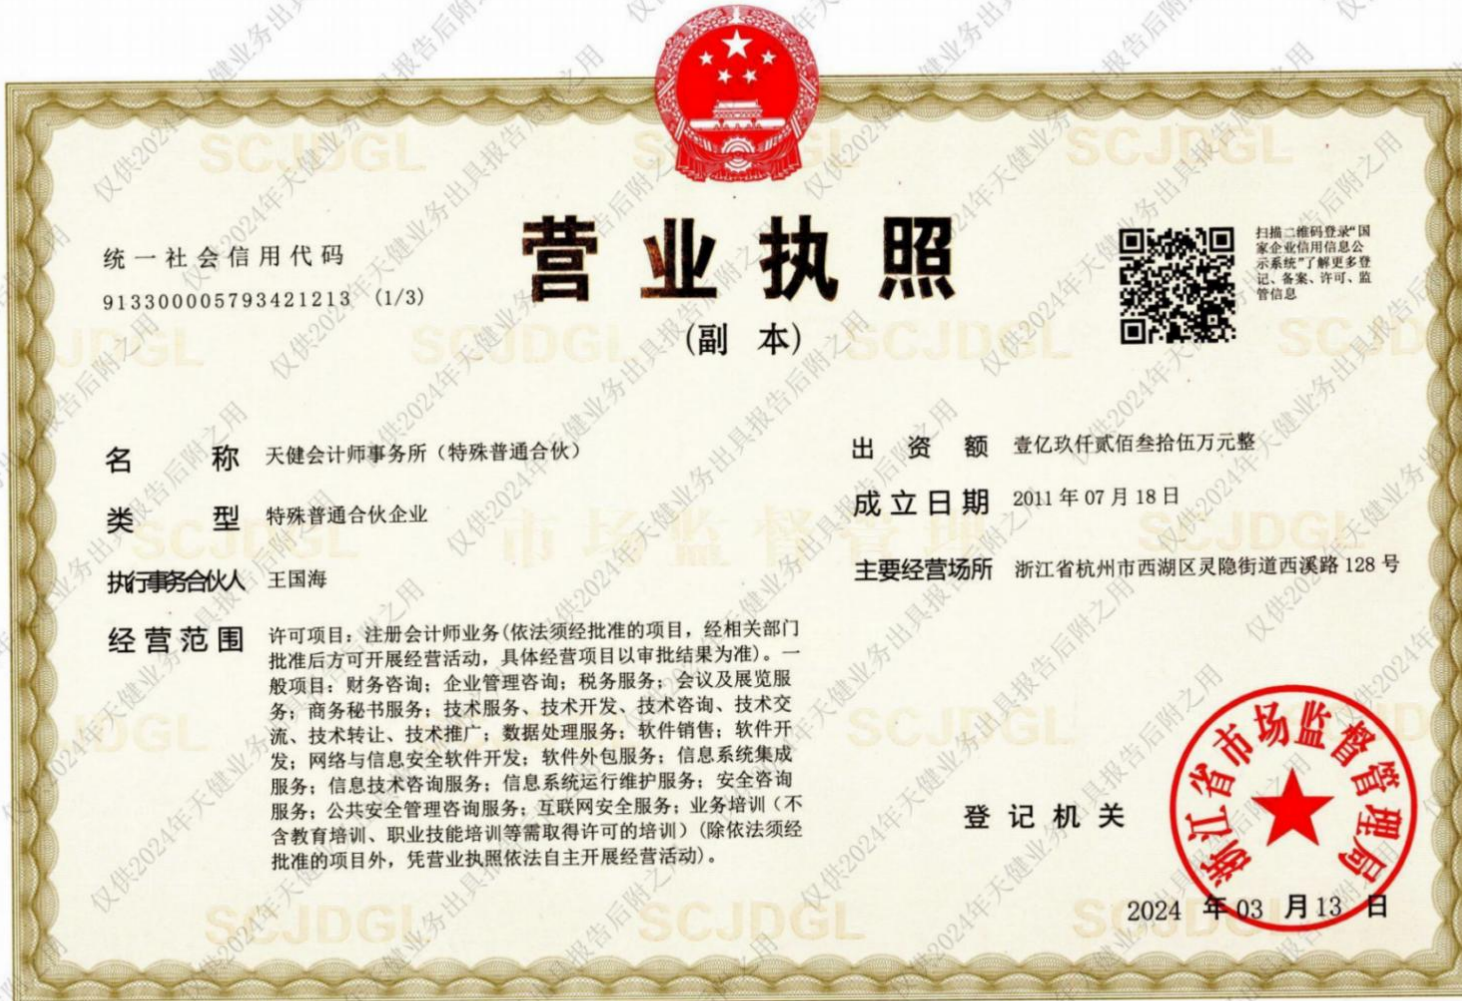 营业执照
(副 本)
统一社会信用代码
913300005793421213 (1/3)
扫描二维码登录“国
家企业信用信息公
示系统”了解更多登
记、备案、许可、监
管信息
名 称 天健会计师事务所（特殊普通合伙）
类 型 特殊普通合伙企业
执行事务合伙人 王国海
经营范围 许可项目：注册会计师业务(依法须经批准的项目，经相关部门
批准后方可开展经营活动，具体经营项目以审批结果为准)。一
般项目：财务咨询；企业管理咨询；税务服务；会议及展览服
务；商务秘书服务；技术服务、技术开发、技术咨询、技术交
流、技术转让、技术推广；数据处理服务；软件销售；软件开
发；网络与信息安全软件开发；软件外包服务；信息系统集成
服务；信息技术咨询服务；信息系统运行维护服务；安全咨询
服务；公共安全管理咨询服务；互联网安全服务；业务培训（不
含教育培训、职业技能培训等需取得许可的培训）(除依法须经
批准的项目外，凭营业执照依法自主开展经营活动)。
出 资 额 壹亿玖仟贰佰叁拾伍万元整
成立日期 2011 年 07 月 18 日
主要经营场所 浙江省杭州市西湖区灵隐街道西溪路 128 号
登记机关
浙江省市场监督管理局
2024 年 03 月 13 日
SCJDGL
市场监督管理
仅供2024年天健业务出具报告后附之用